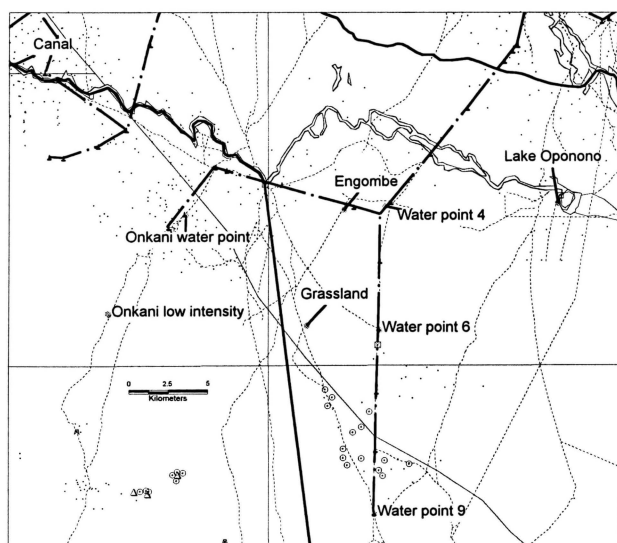 Canal
Lake Oponono
Engombe
Water point 4
Onkani water point
Grassland
Onkani low intensity
Water point 6
0 2.5 5
Kilometers
Water point 9